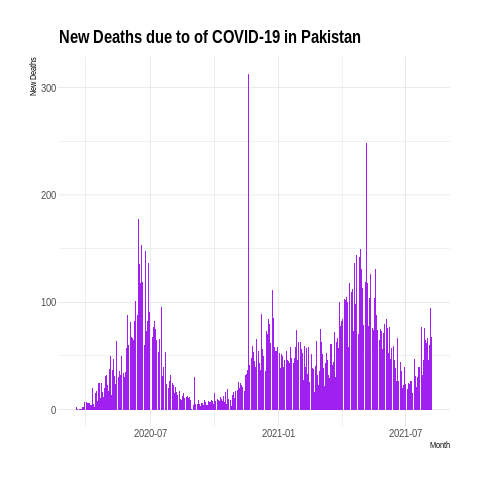 New Deaths due to of COVID-19 in Pakistan
New Deaths
300
200
100
0
2020-07 2021-01 2021-07
Month